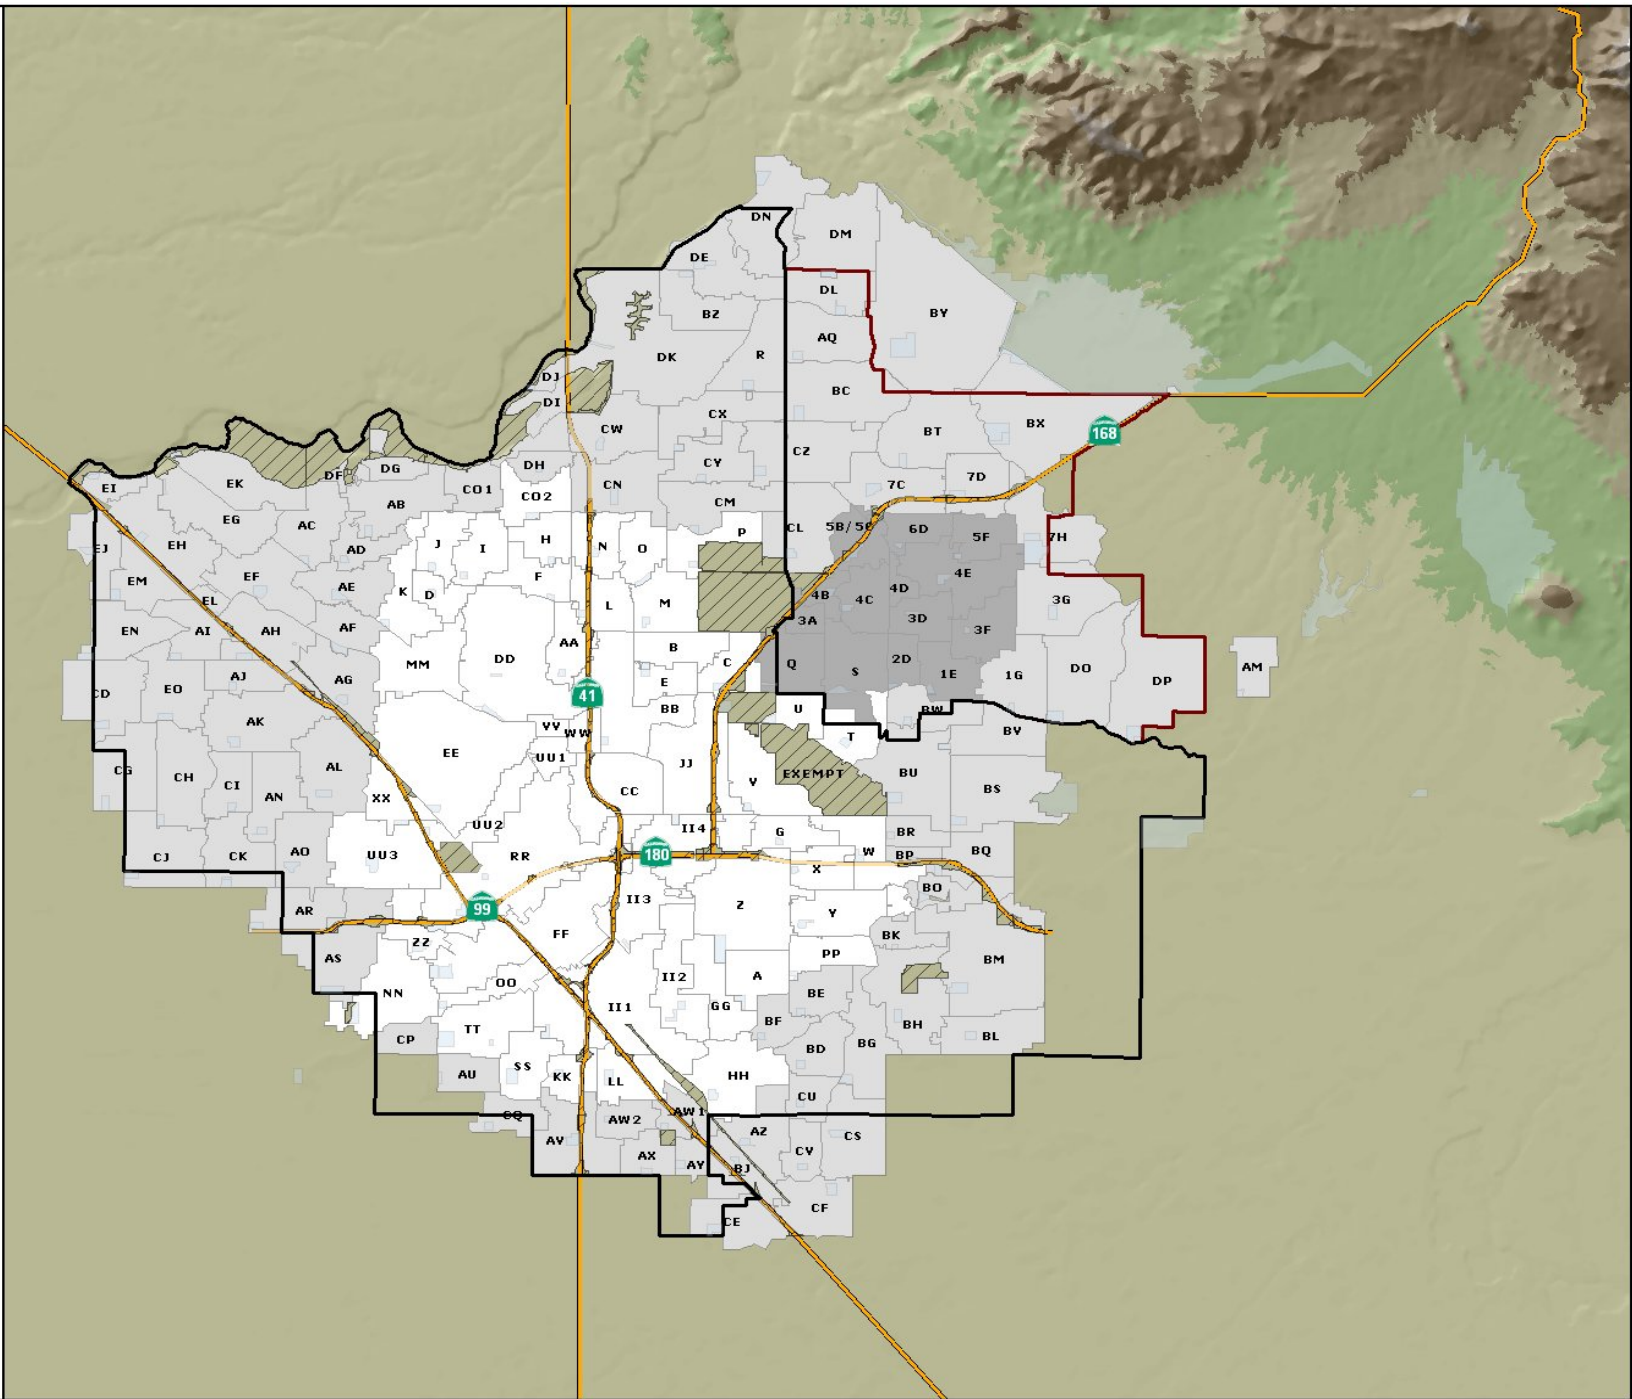 DN
DM
DE
DL
BZ
BY
AQ
DK
R
DJ
BC
DI
CX
CW
BT
BX
168
CZ
DH
CY
DG
DF
EK
EI
CO1
CO2
CN
7C
7D
CM
AB
EG
AC
P
CL
5B/5C
6D
5F
7H
EJ
EH
AD
J
I
H
N
O
EM
EF
AE
K
D
F
4D
4E
4B
4C
EL
L
M
3G
EN
AI
AH
AF
3A
3D
3F
AA
B
MM
DD
C
Q
S
2D
1E
1G
DO
DP
AM
CD
EO
AJ
AG
41
E
BB
U
BW
AK
VV
WW
T
BV
EE
UU1
JJ
V
EXEMPT
BU
BS
CG
CH
CI
AL
AN
XX
CC
UU2
II4
G
BR
CJ
CK
AO
UU3
RR
180
W
BP
BQ
X
BO
AR
99
II3
Z
Y
ZZ
FF
BK
AS
PP
BM
NN
OO
II2
A
BE
II1
GG
BF
BH
BL
CP
TT
BD
BG
AU
SS
KK
LL
HH
CU
CQ
AW2
AW1
AV
AZ
CS
AX
AY
BJ
CV
CE
CF